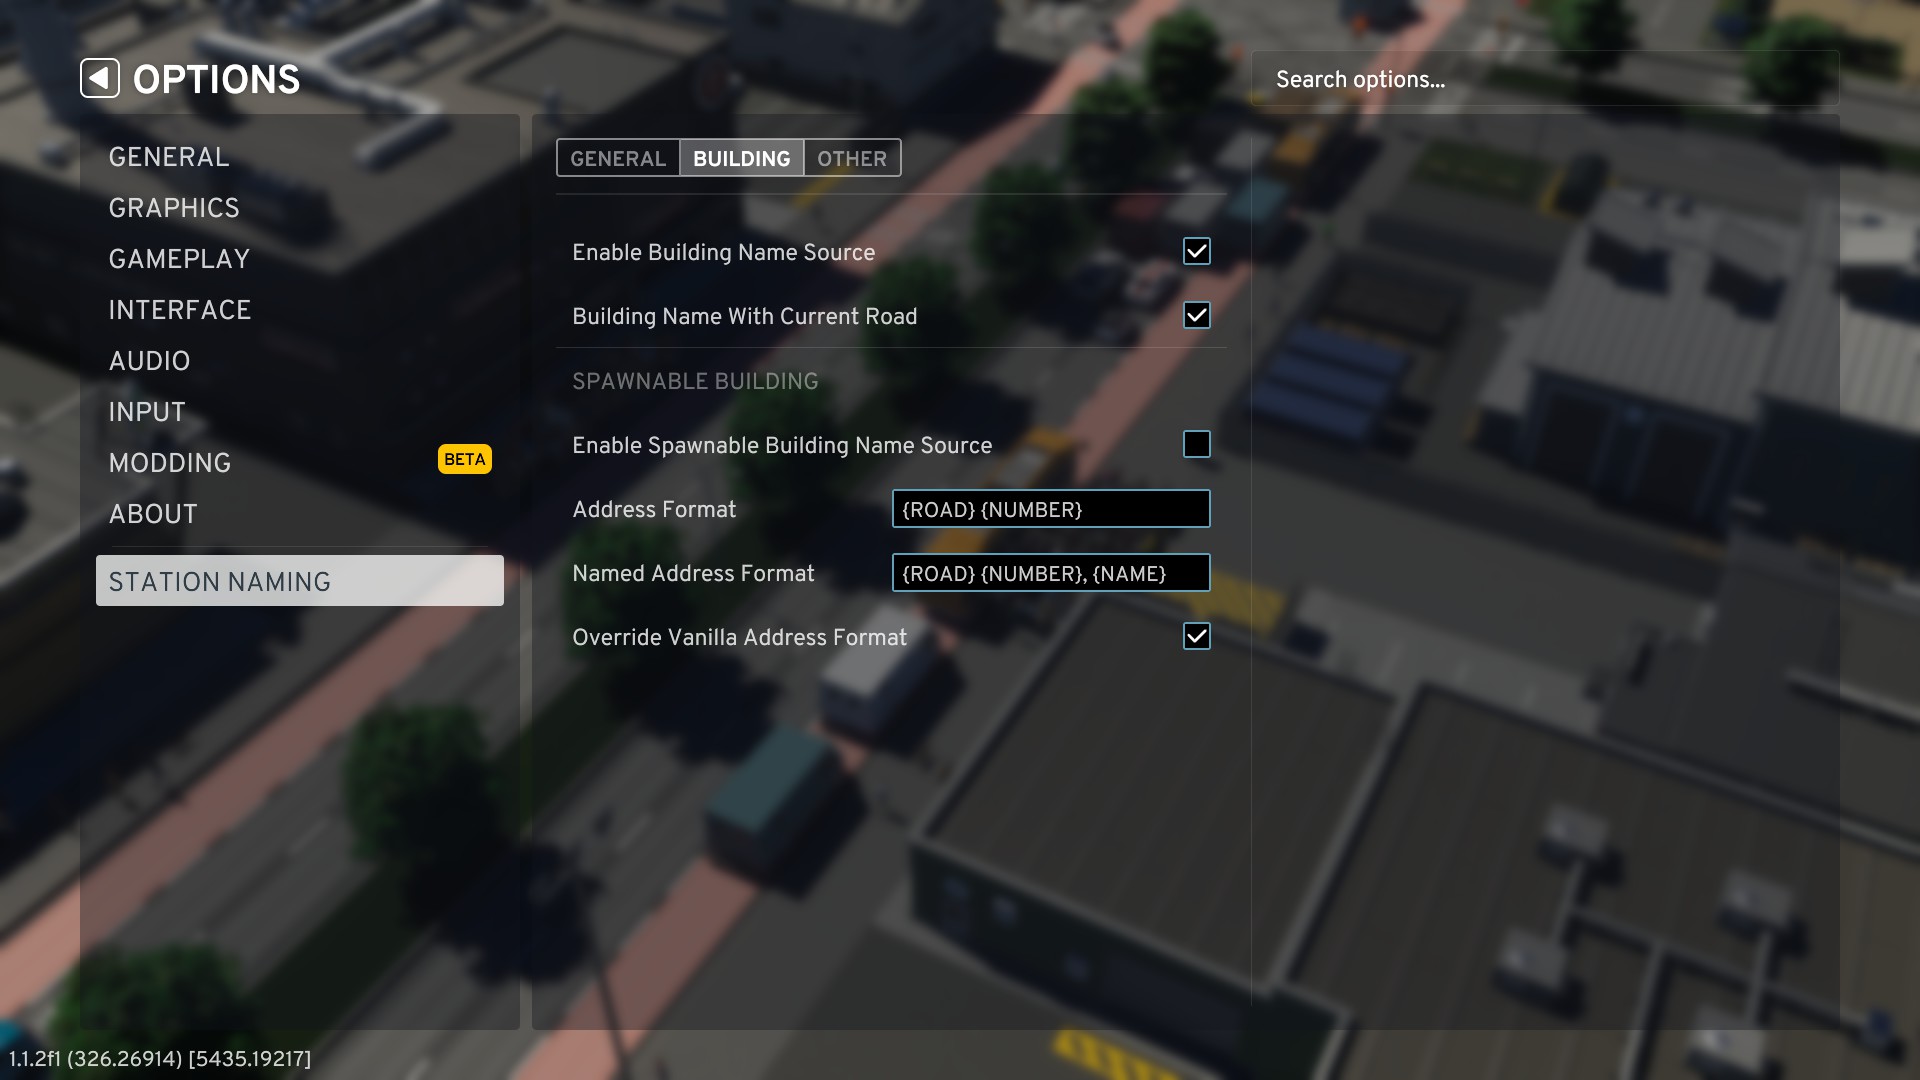 OPTIONS
Search options...
GENERAL
GRAPHICS
GAMEPLAY
INTERFACE
AUDIO
INPUT
MODDING
BETA
ABOUT
STATION NAMING
GENERAL
BUILDING
OTHER
Enable Building Name Source
Building Name With Current Road
SPAWNABLE BUILDING
Enable Spawnable Building Name Source
Address Format
{ROAD} {NUMBER}
Named Address Format
{ROAD} {NUMBER}, {NAME}
Override Vanilla Address Format
1.1.2f1 (326.26914) [5435.19217]